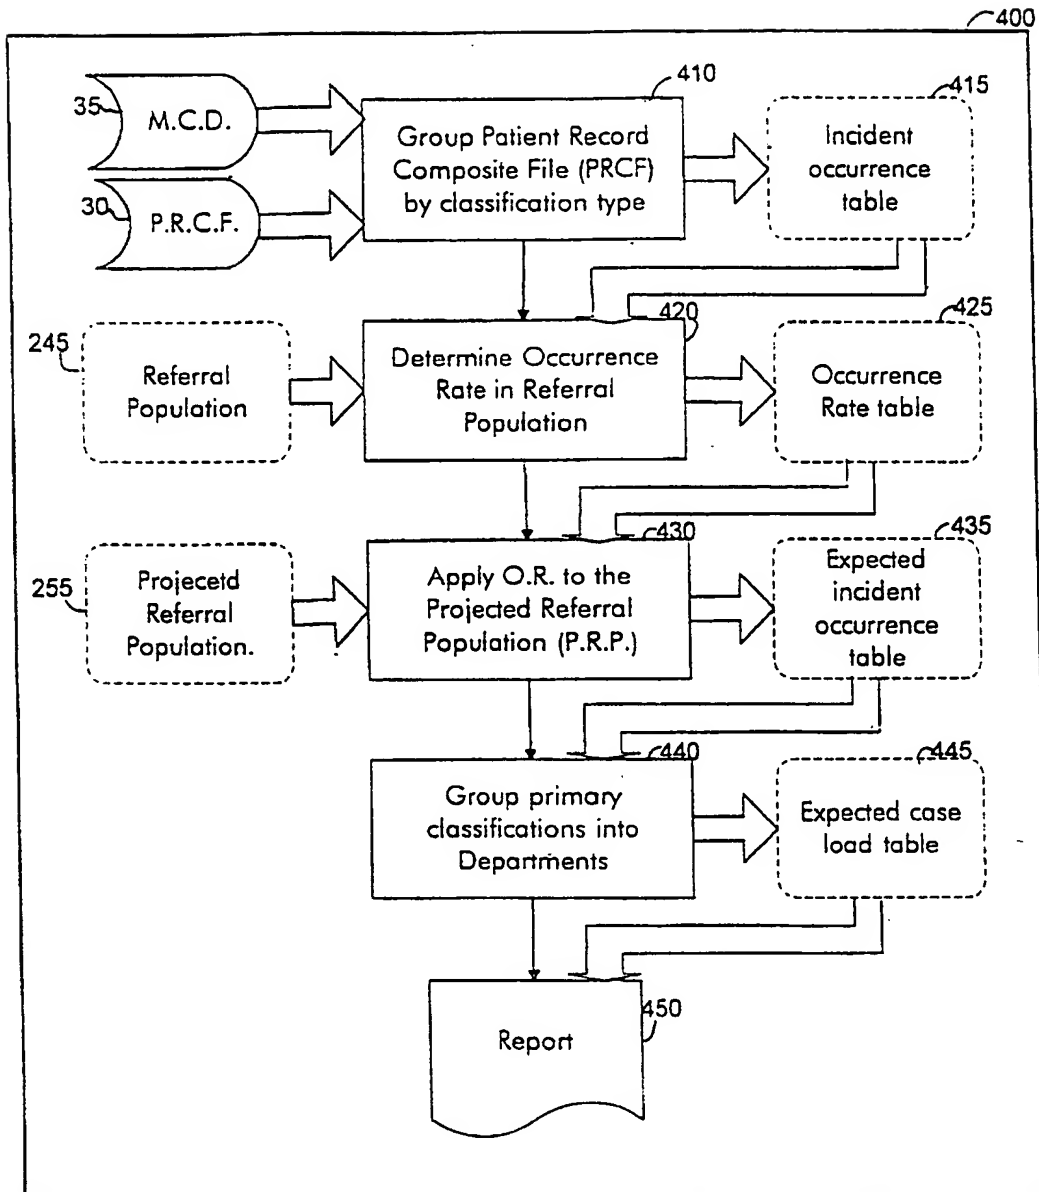 400
35
M.C.D.
410
Group Patient Record
Composite File (PRCF)
by classification type
415
Incident
occurrence
table
30
P.R.C.F.
245
Referral
Population
420
Determine Occurrence
Rate in Referral
Population
425
Occurrence
Rate table
255
Projecetd
Referral
Population.
430
Apply O.R. to the
Projected Referral
Population (P.R.P.)
435
Expected
incident
occurrence
table
440
Group primary
classifications into
Departments
445
Expected case
load table
450
Report